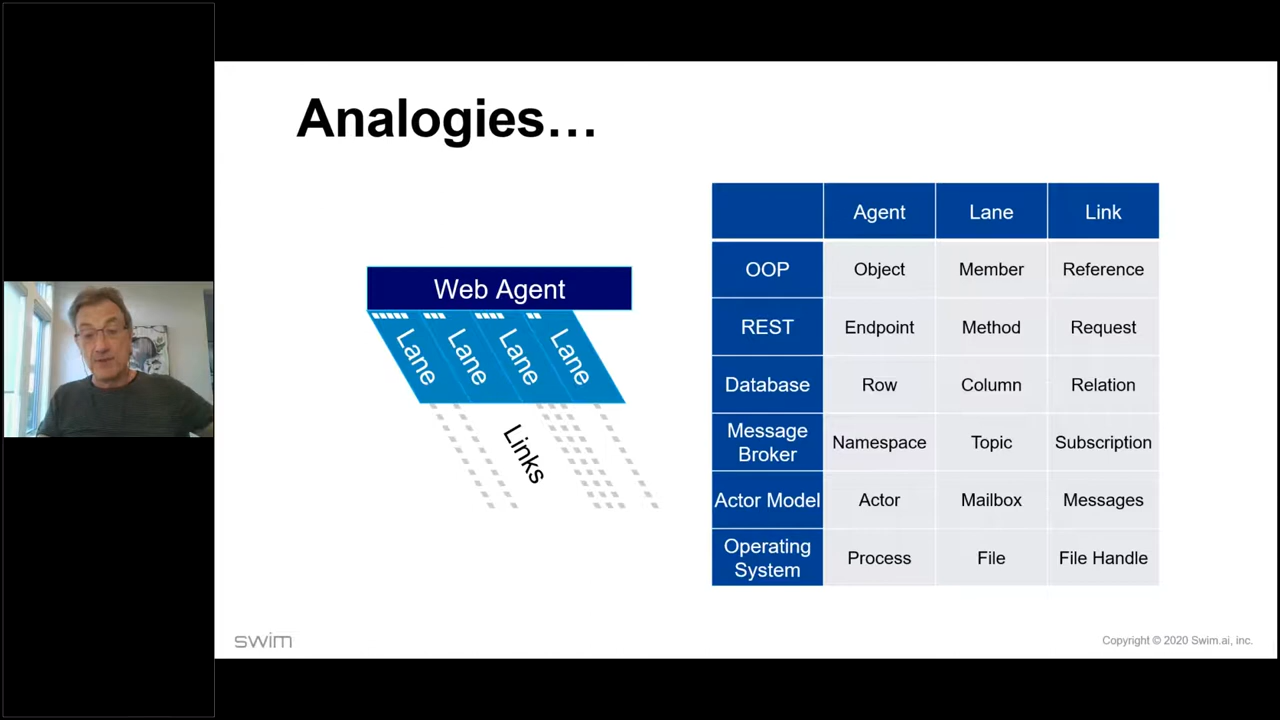 Analogies…
Web Agent
Lane
Lane
Lane
Lane
Links
Agent
Lane
Link
OOP
Object
Member
Reference
REST
Endpoint
Method
Request
Database
Row
Column
Relation
Message
Broker
Namespace
Topic
Subscription
Actor Model
Actor
Mailbox
Messages
Operating
System
Process
File
File Handle
swim
Copyright © 2020 Swim.ai, inc.